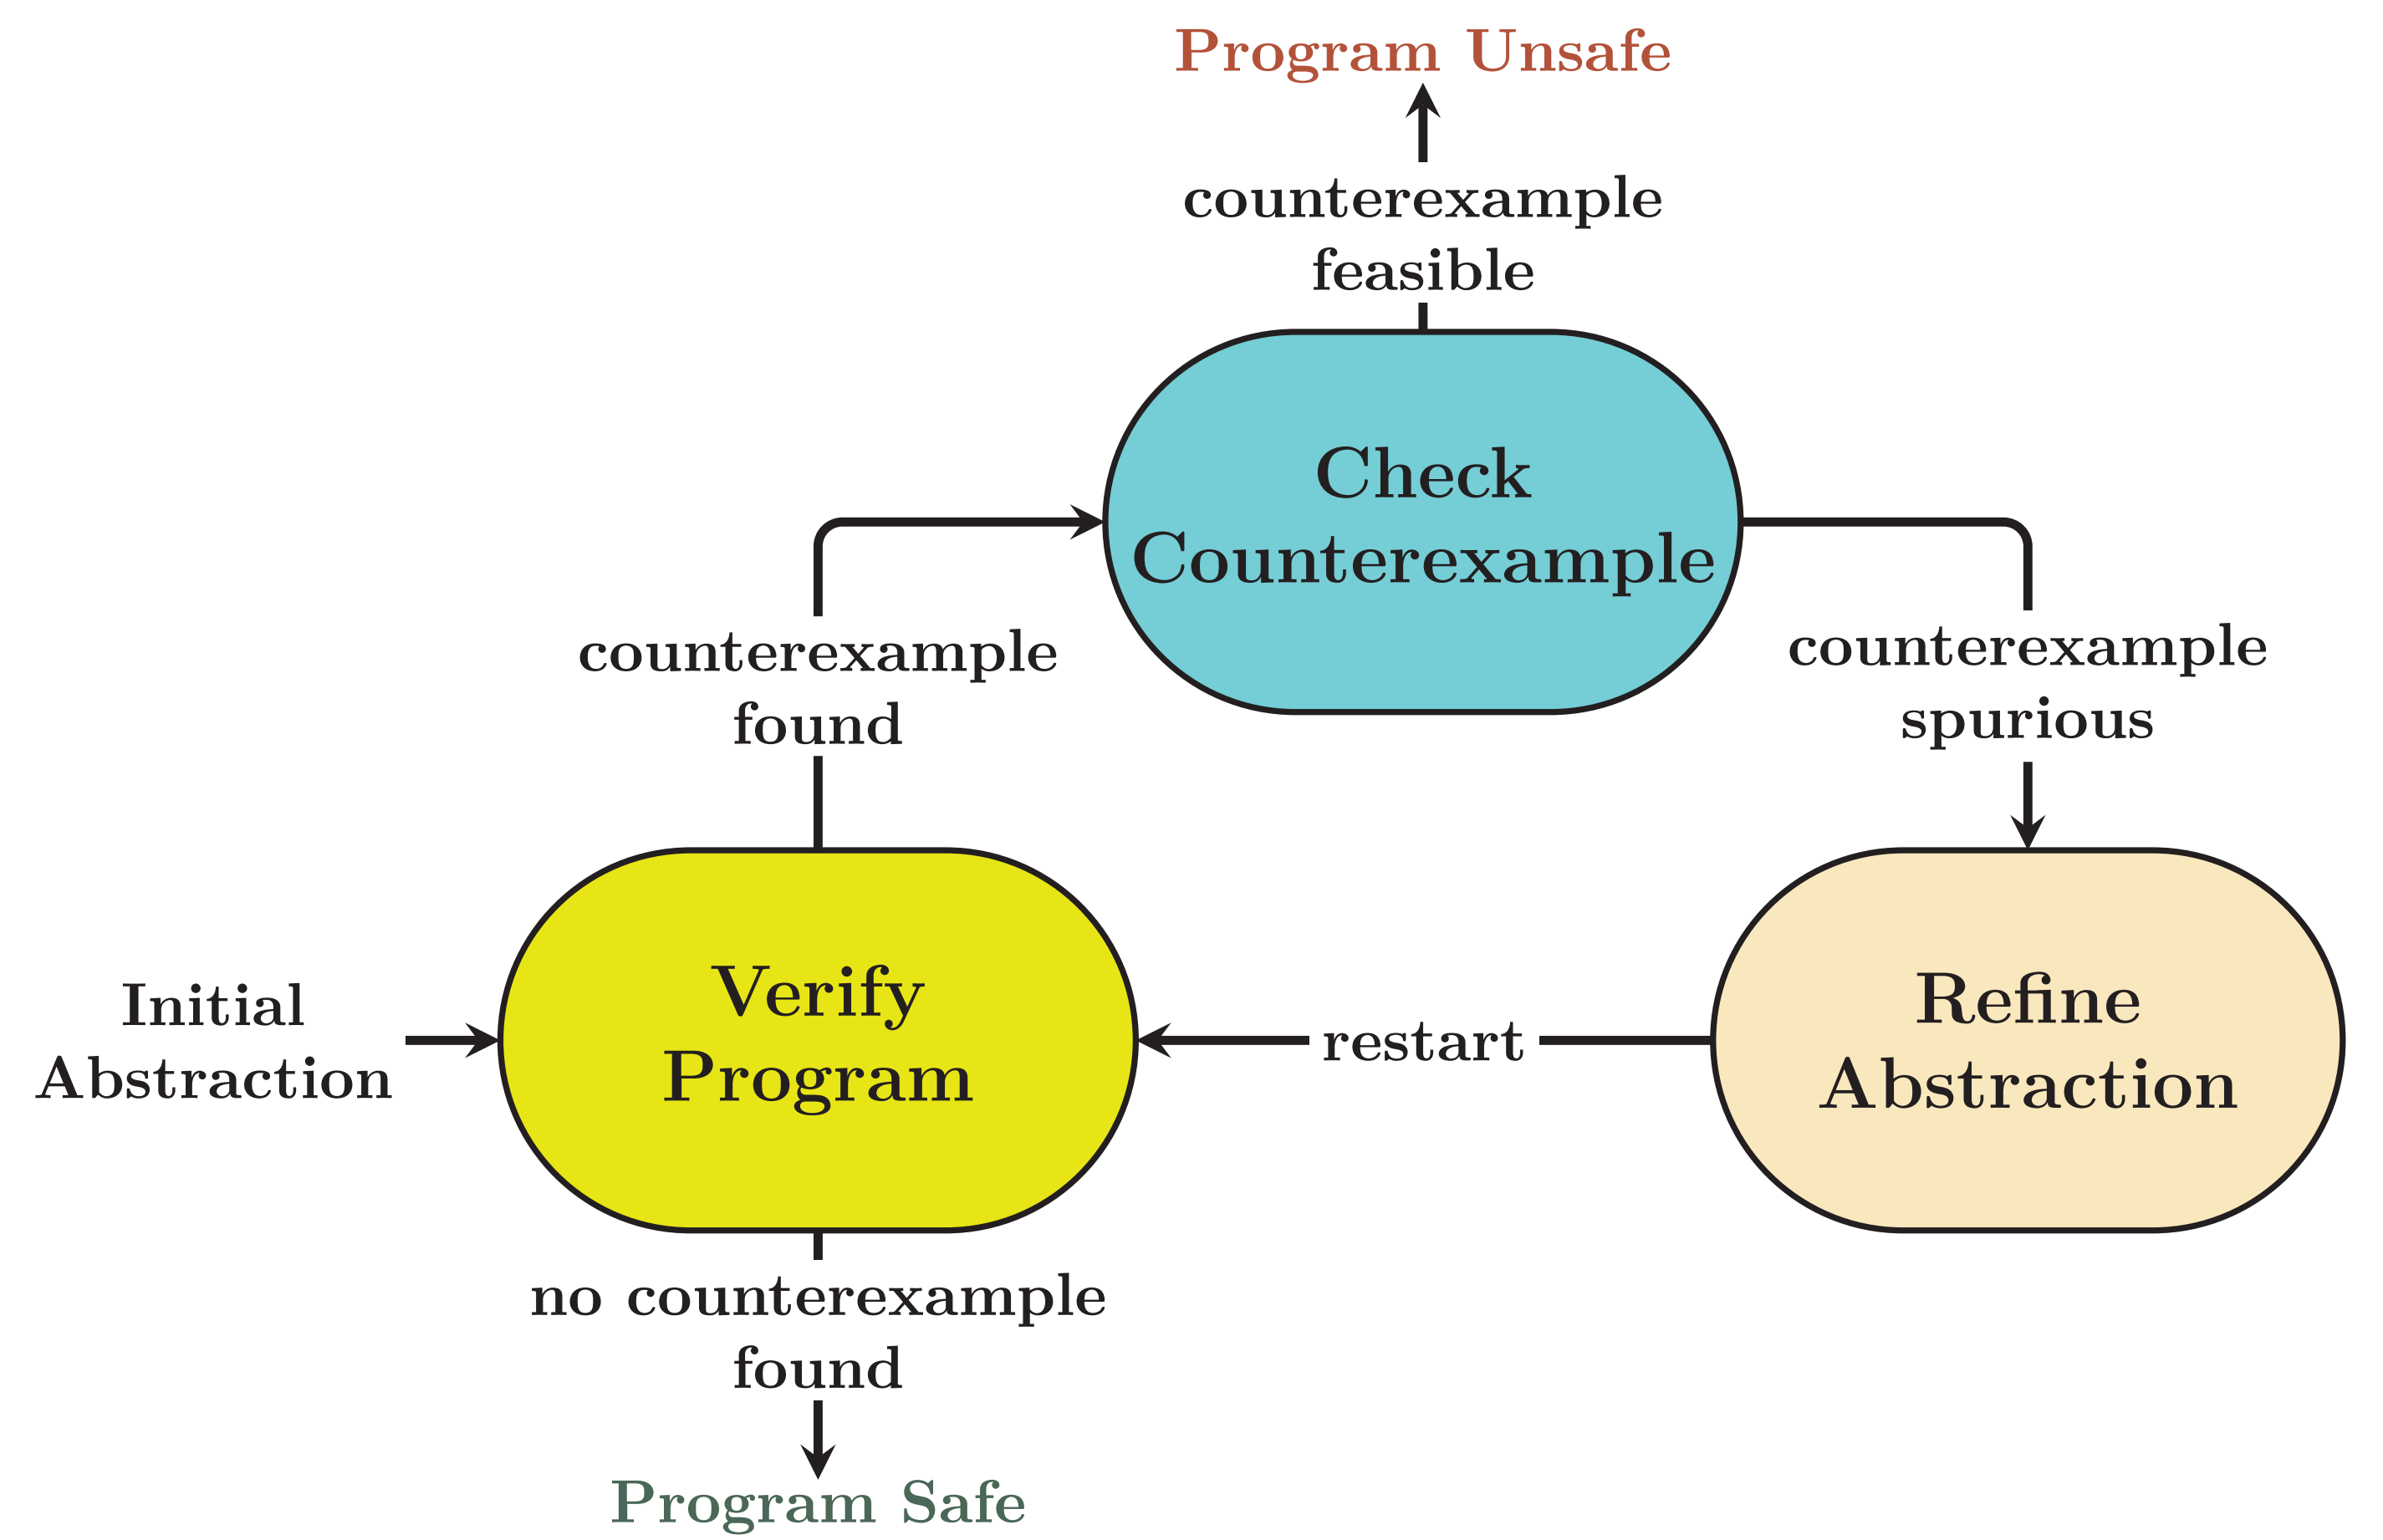 Program Unsafe
counterexample
feasible
Check
Counterexample
counterexample
found
counterexample
spurious
Initial
Abstraction
Verify
Program
restart
Refine
Abstraction
no counterexample
found
Program Safe